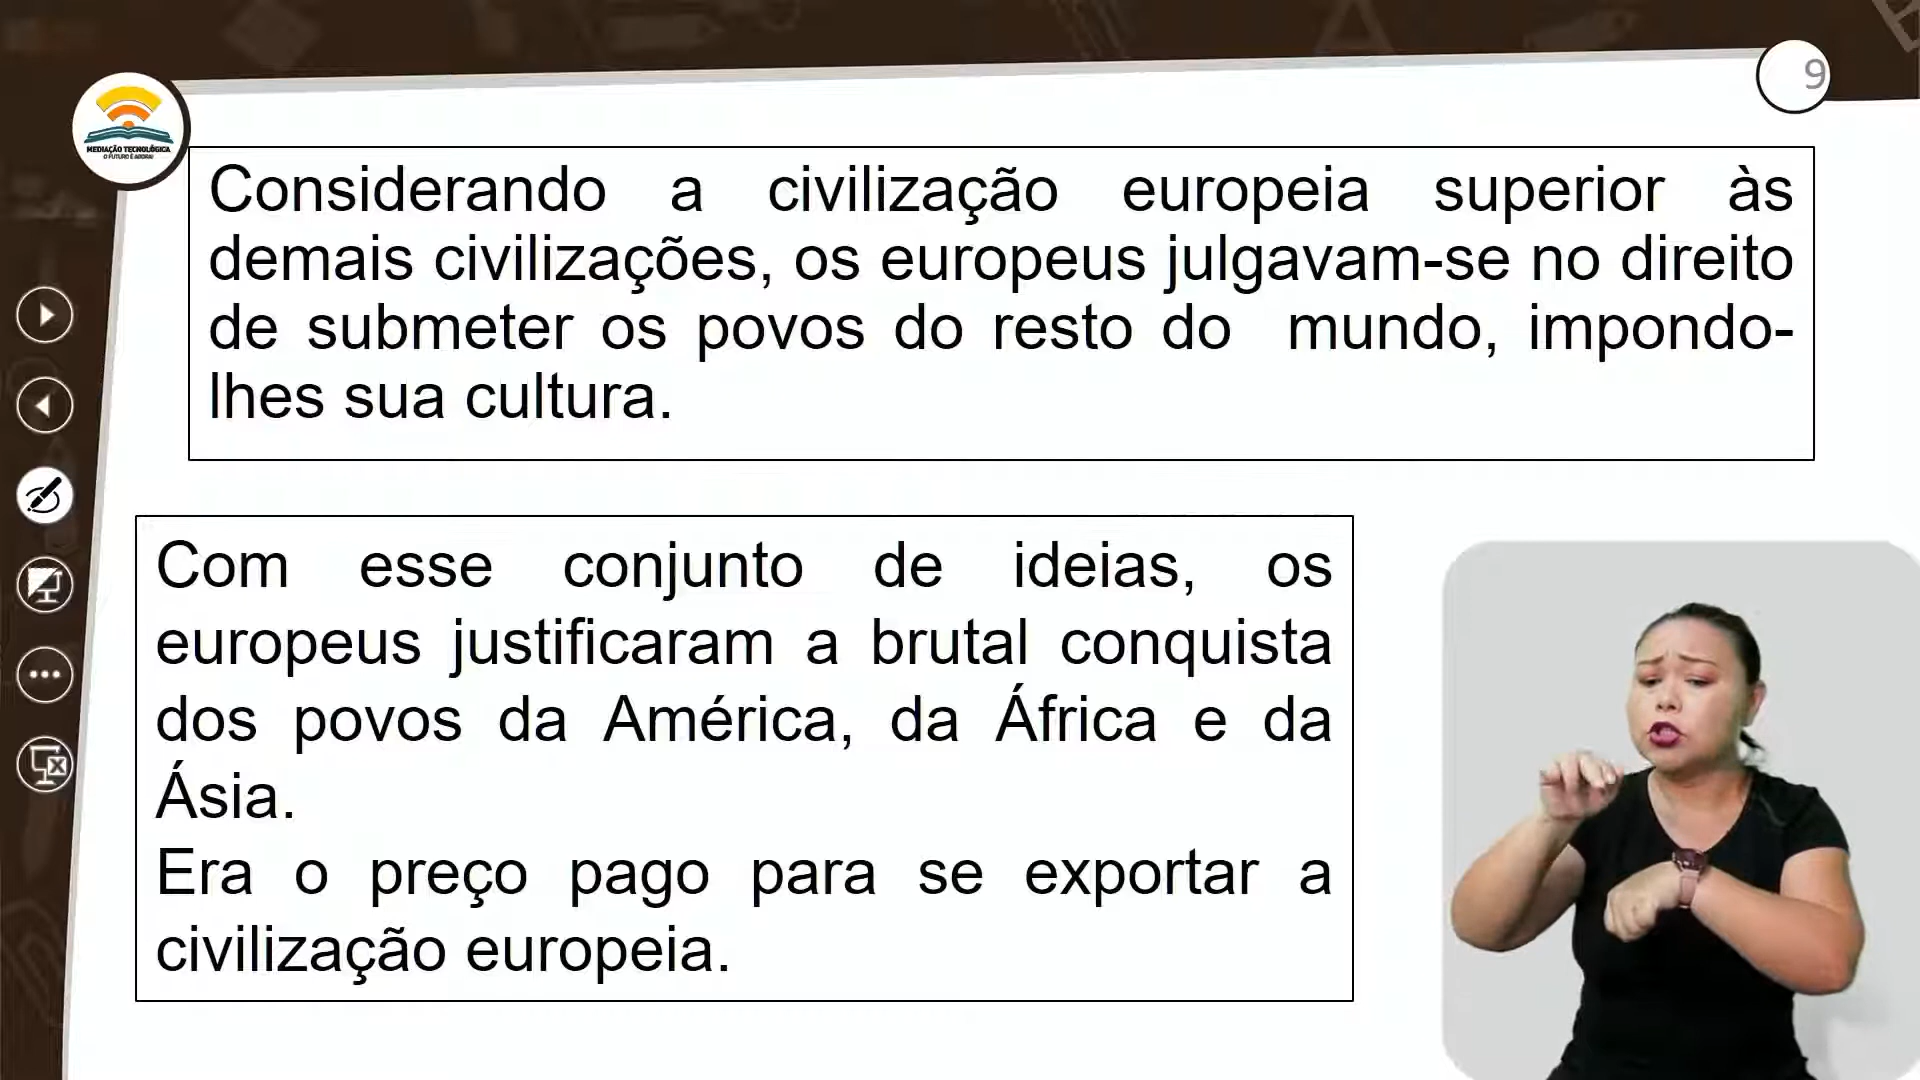 9
MEDIAÇÃO TECNOLÓGICA
O FUTURO É AGORA!
Considerando a civilização europeia superior às
demais civilizações, os europeus julgavam-se no direito
de submeter os povos do resto do mundo, impondo-
lhes sua cultura.
Com esse conjunto de ideias, os
europeus justificaram a brutal conquista
dos povos da América, da África e da
Ásia.
Era o preço pago para se exportar a
civilização europeia.